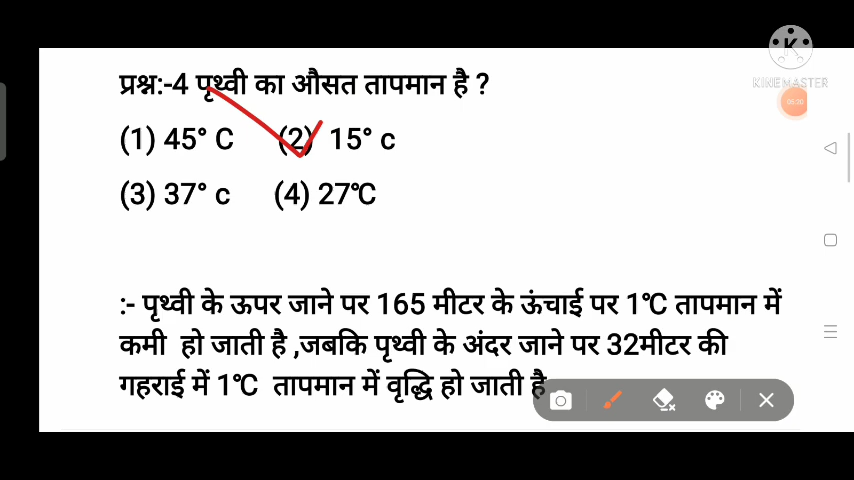 प्रश्न:-4 पृथ्वी का औसत तापमान है ?
(1) 45° C (2) 15° c
(3) 37° c (4) 27°C
:- पृथ्वी के ऊपर जाने पर 165 मीटर के ऊंचाई पर 1°C तापमान में
कमी हो जाती है ,जबकि पृथ्वी के अंदर जाने पर 32मीटर की
गहराई में 1°C तापमान में वृद्धि हो जाती है
K
KINEMASTER